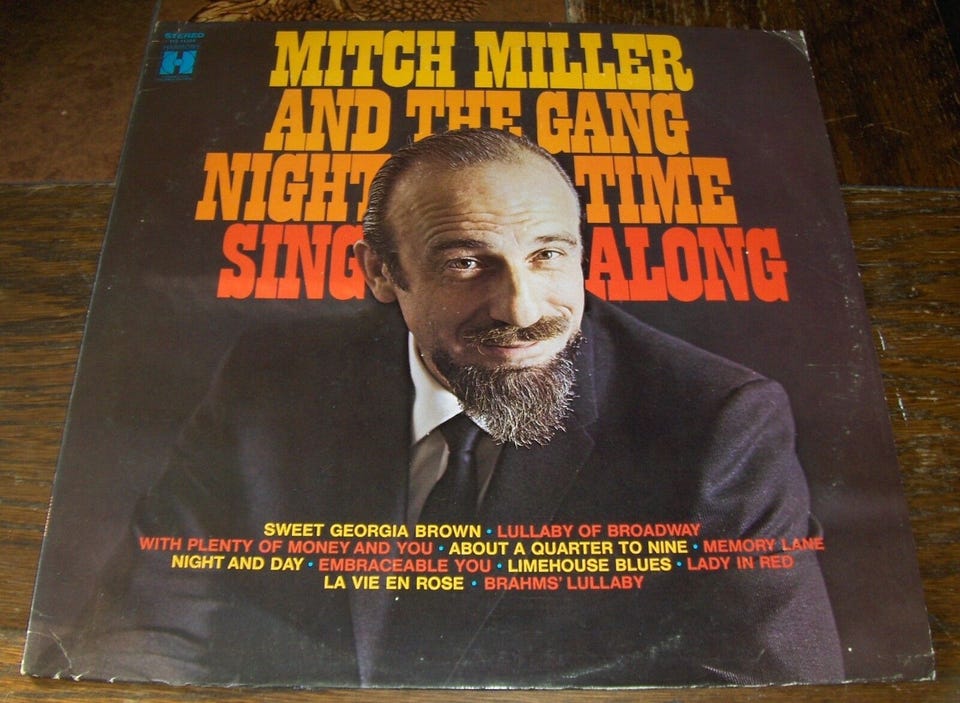 STEREO
HARMONY
MITCH MILLER
AND THE GANG
NIGHT TIME
SING ALONG
SWEET GEORGIA BROWN • LULLABY OF BROADWAY
WITH PLENTY OF MONEY AND YOU • ABOUT A QUARTER TO NINE • MEMORY LANE
NIGHT AND DAY • EMBRACEABLE YOU • LIMEHOUSE BLUES • LADY IN RED
LA VIE EN ROSE • BRAHMS' LULLABY